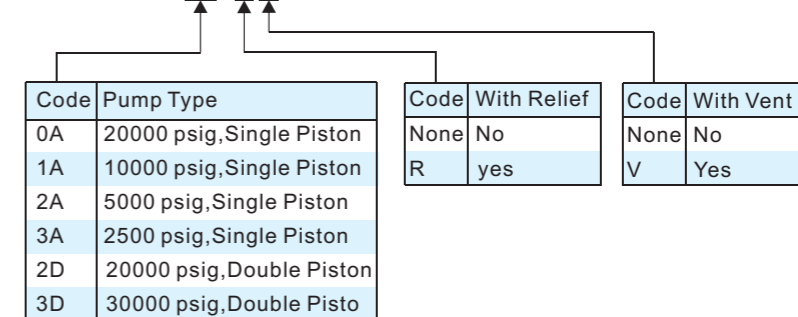 Code Pump Type
0A 20000 psig,Single Piston
1A 10000 psig,Single Piston
2A 5000 psig,Single Piston
3A 2500 psig,Single Piston
2D 20000 psig,Double Piston
3D 30000 psig,Double Pisto
Code With Relief
None No
R yes
Code With Vent
None No
V Yes